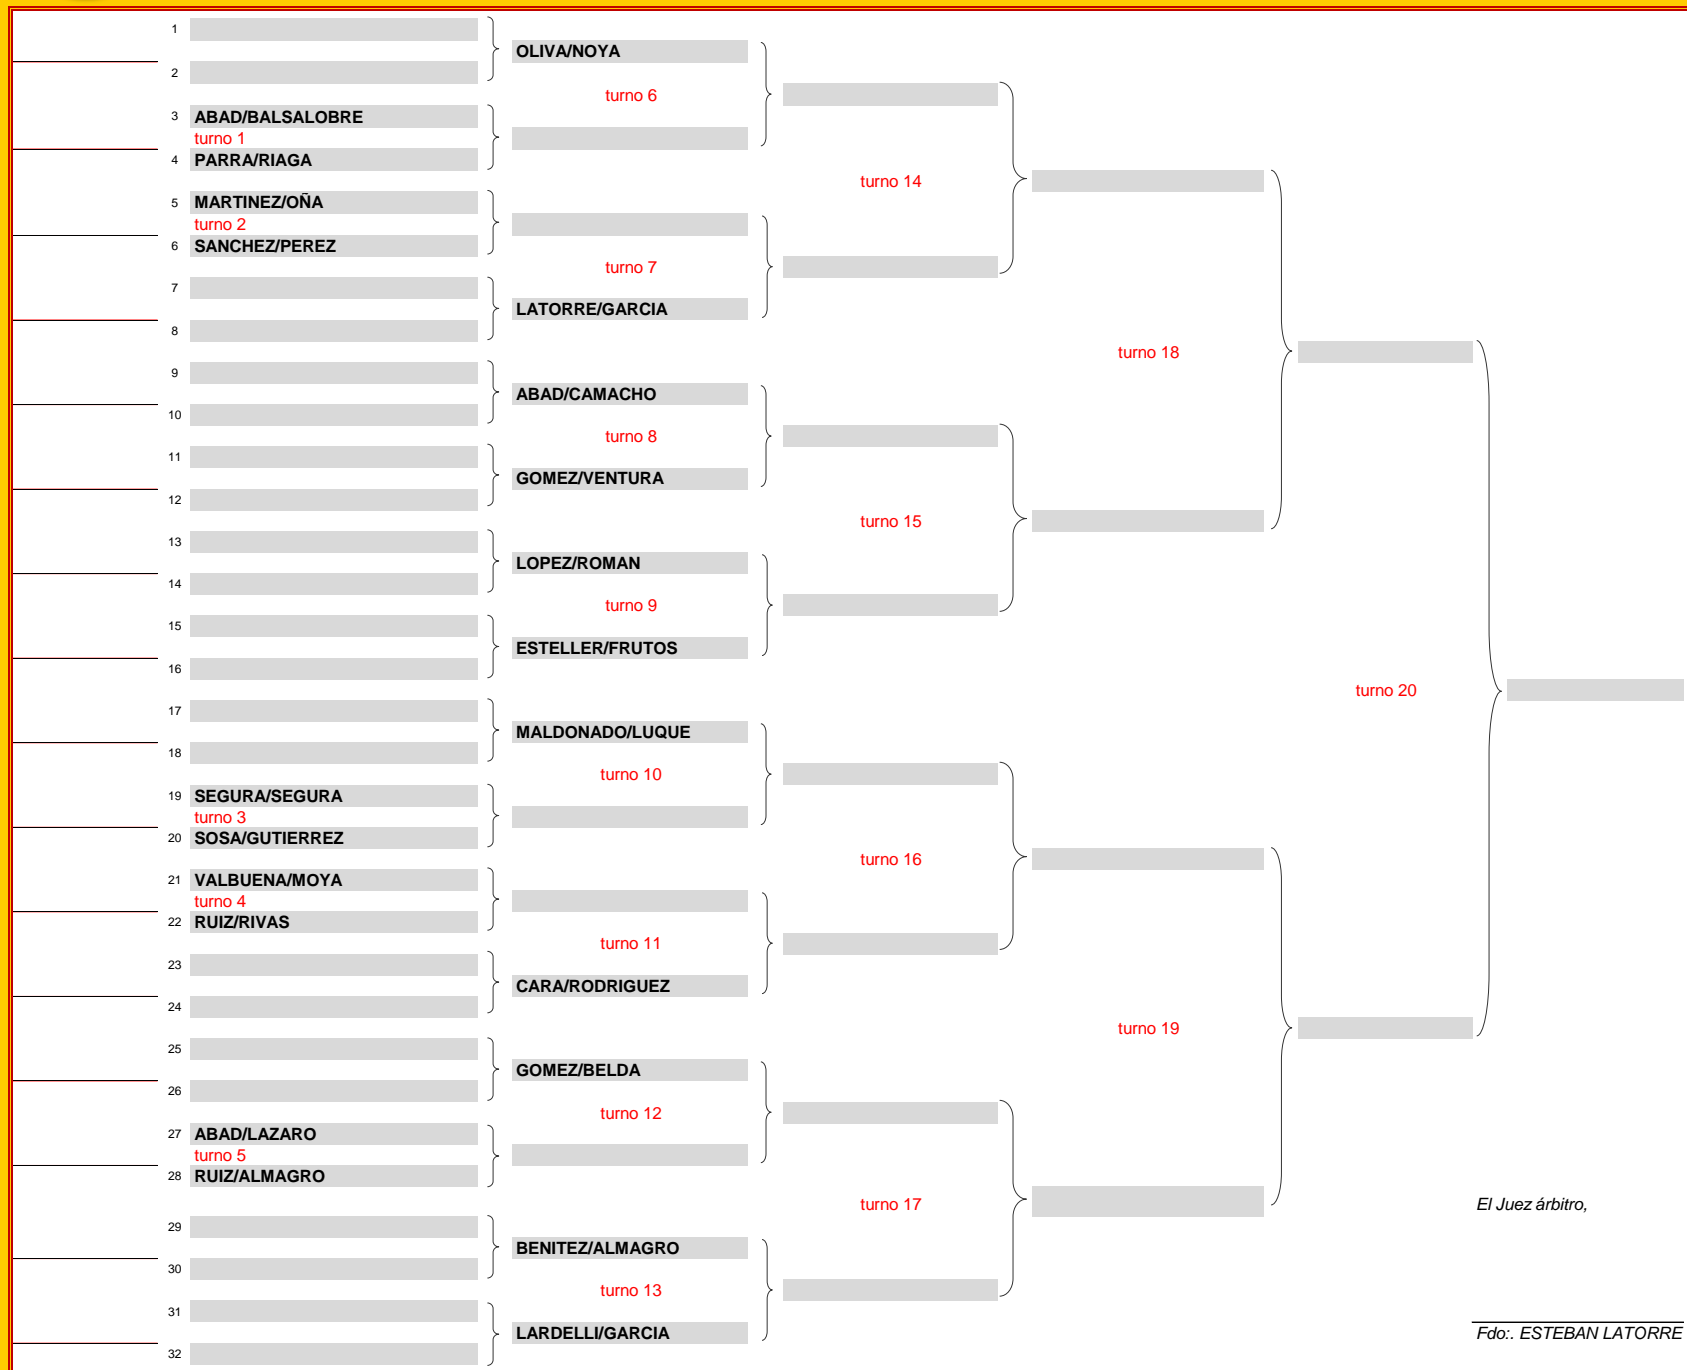 1
OLIVA/NOYA
2
turno 6
3 ABAD/BALSALOBRE
turno 1
4 PARRA/RIAGA
turno 14
5 MARTINEZ/OÑA
turno 2
6 SANCHEZ/PEREZ
turno 7
7
LATORRE/GARCIA
8
turno 18
9
ABAD/CAMACHO
10
turno 8
11
GOMEZ/VENTURA
12
turno 15
13
LOPEZ/ROMAN
14
turno 9
15
ESTELLER/FRUTOS
16
turno 20
17
MALDONADO/LUQUE
18
turno 10
19 SEGURA/SEGURA
turno 3
20 SOSA/GUTIERREZ
turno 16
21 VALBUENA/MOYA
turno 4
22 RUIZ/RIVAS
turno 11
23
CARA/RODRIGUEZ
24
turno 19
25
GOMEZ/BELDA
26
turno 12
27 ABAD/LAZARO
turno 5
28 RUIZ/ALMAGRO
turno 17
El Juez árbitro,
29
BENITEZ/ALMAGRO
30
turno 13
31
LARDELLI/GARCIA
Fdo:. ESTEBAN LATORRE
32